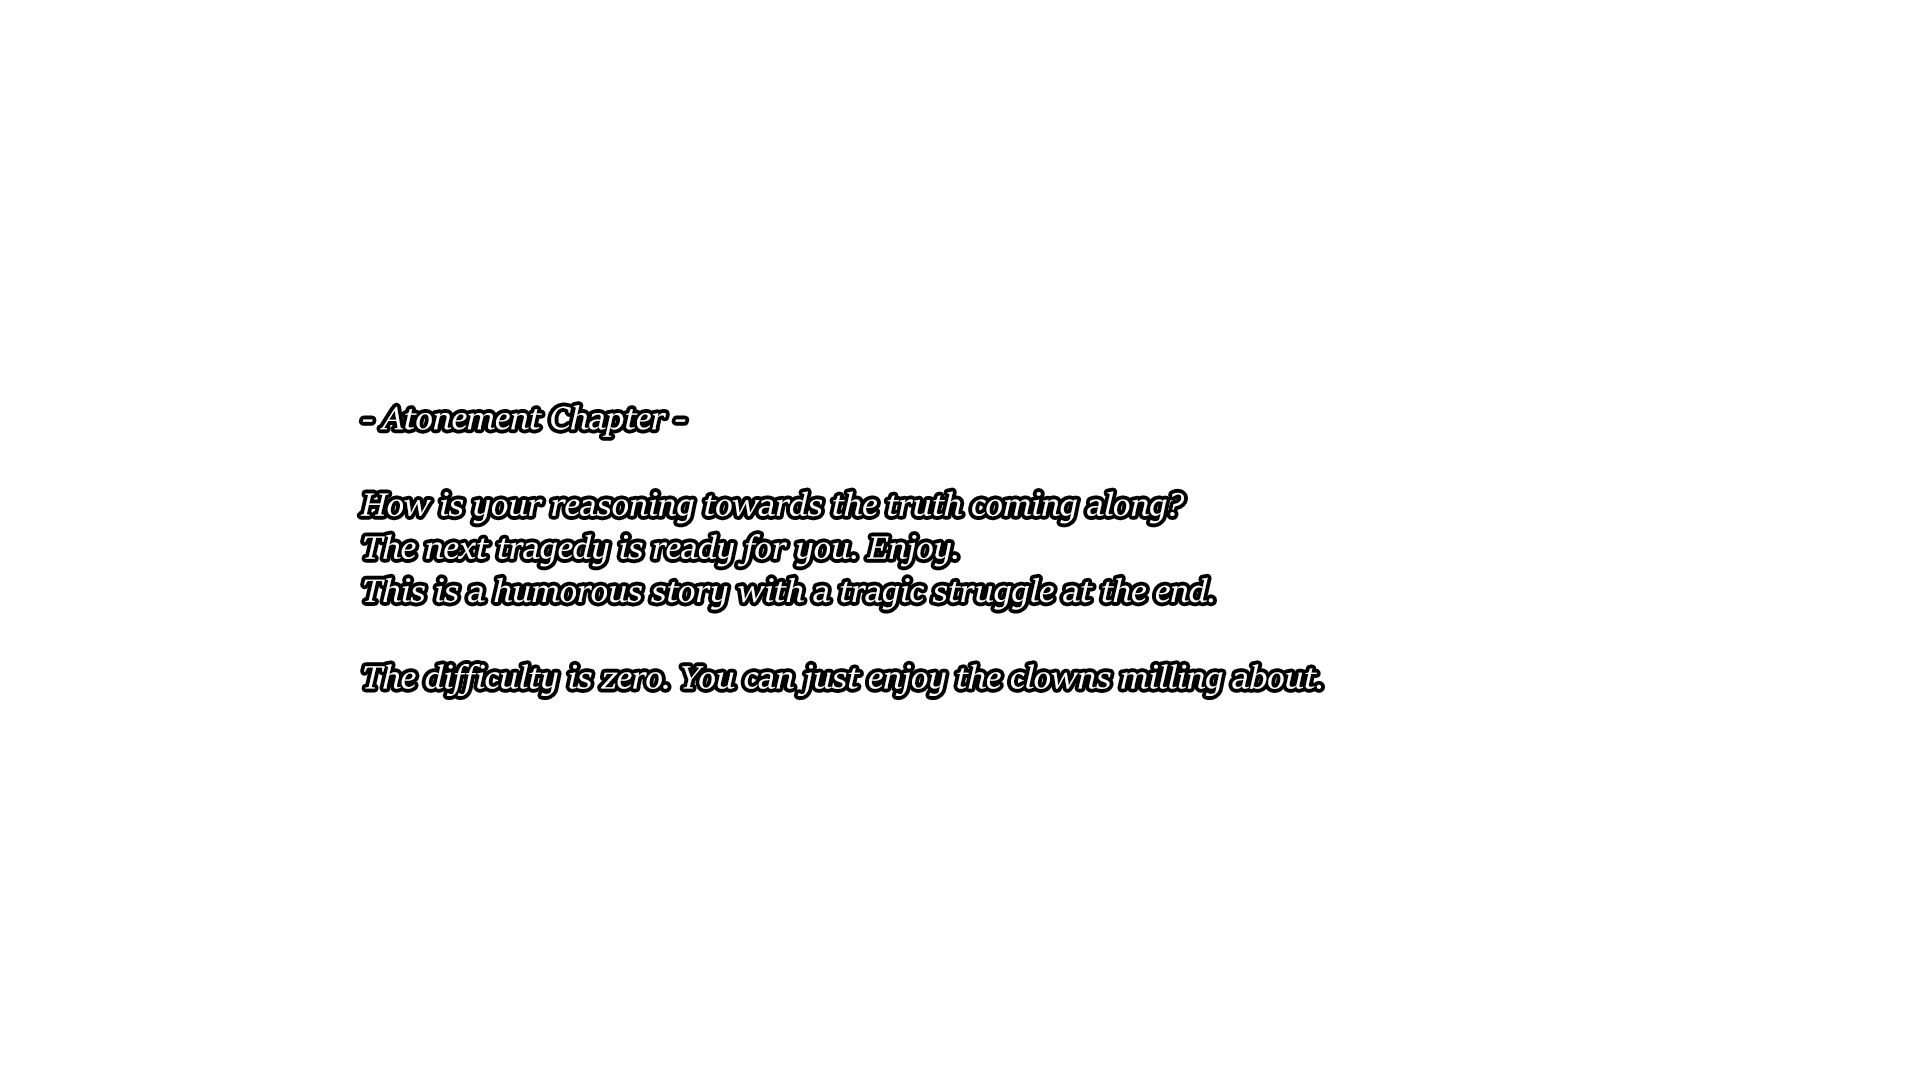 - Atonement Chapter -
How is your reasoning towards the truth coming along?
The next tragedy is ready for you. Enjoy.
This is a humorous story with a tragic struggle at the end.
The difficulty is zero. You can just enjoy the clowns milling about.